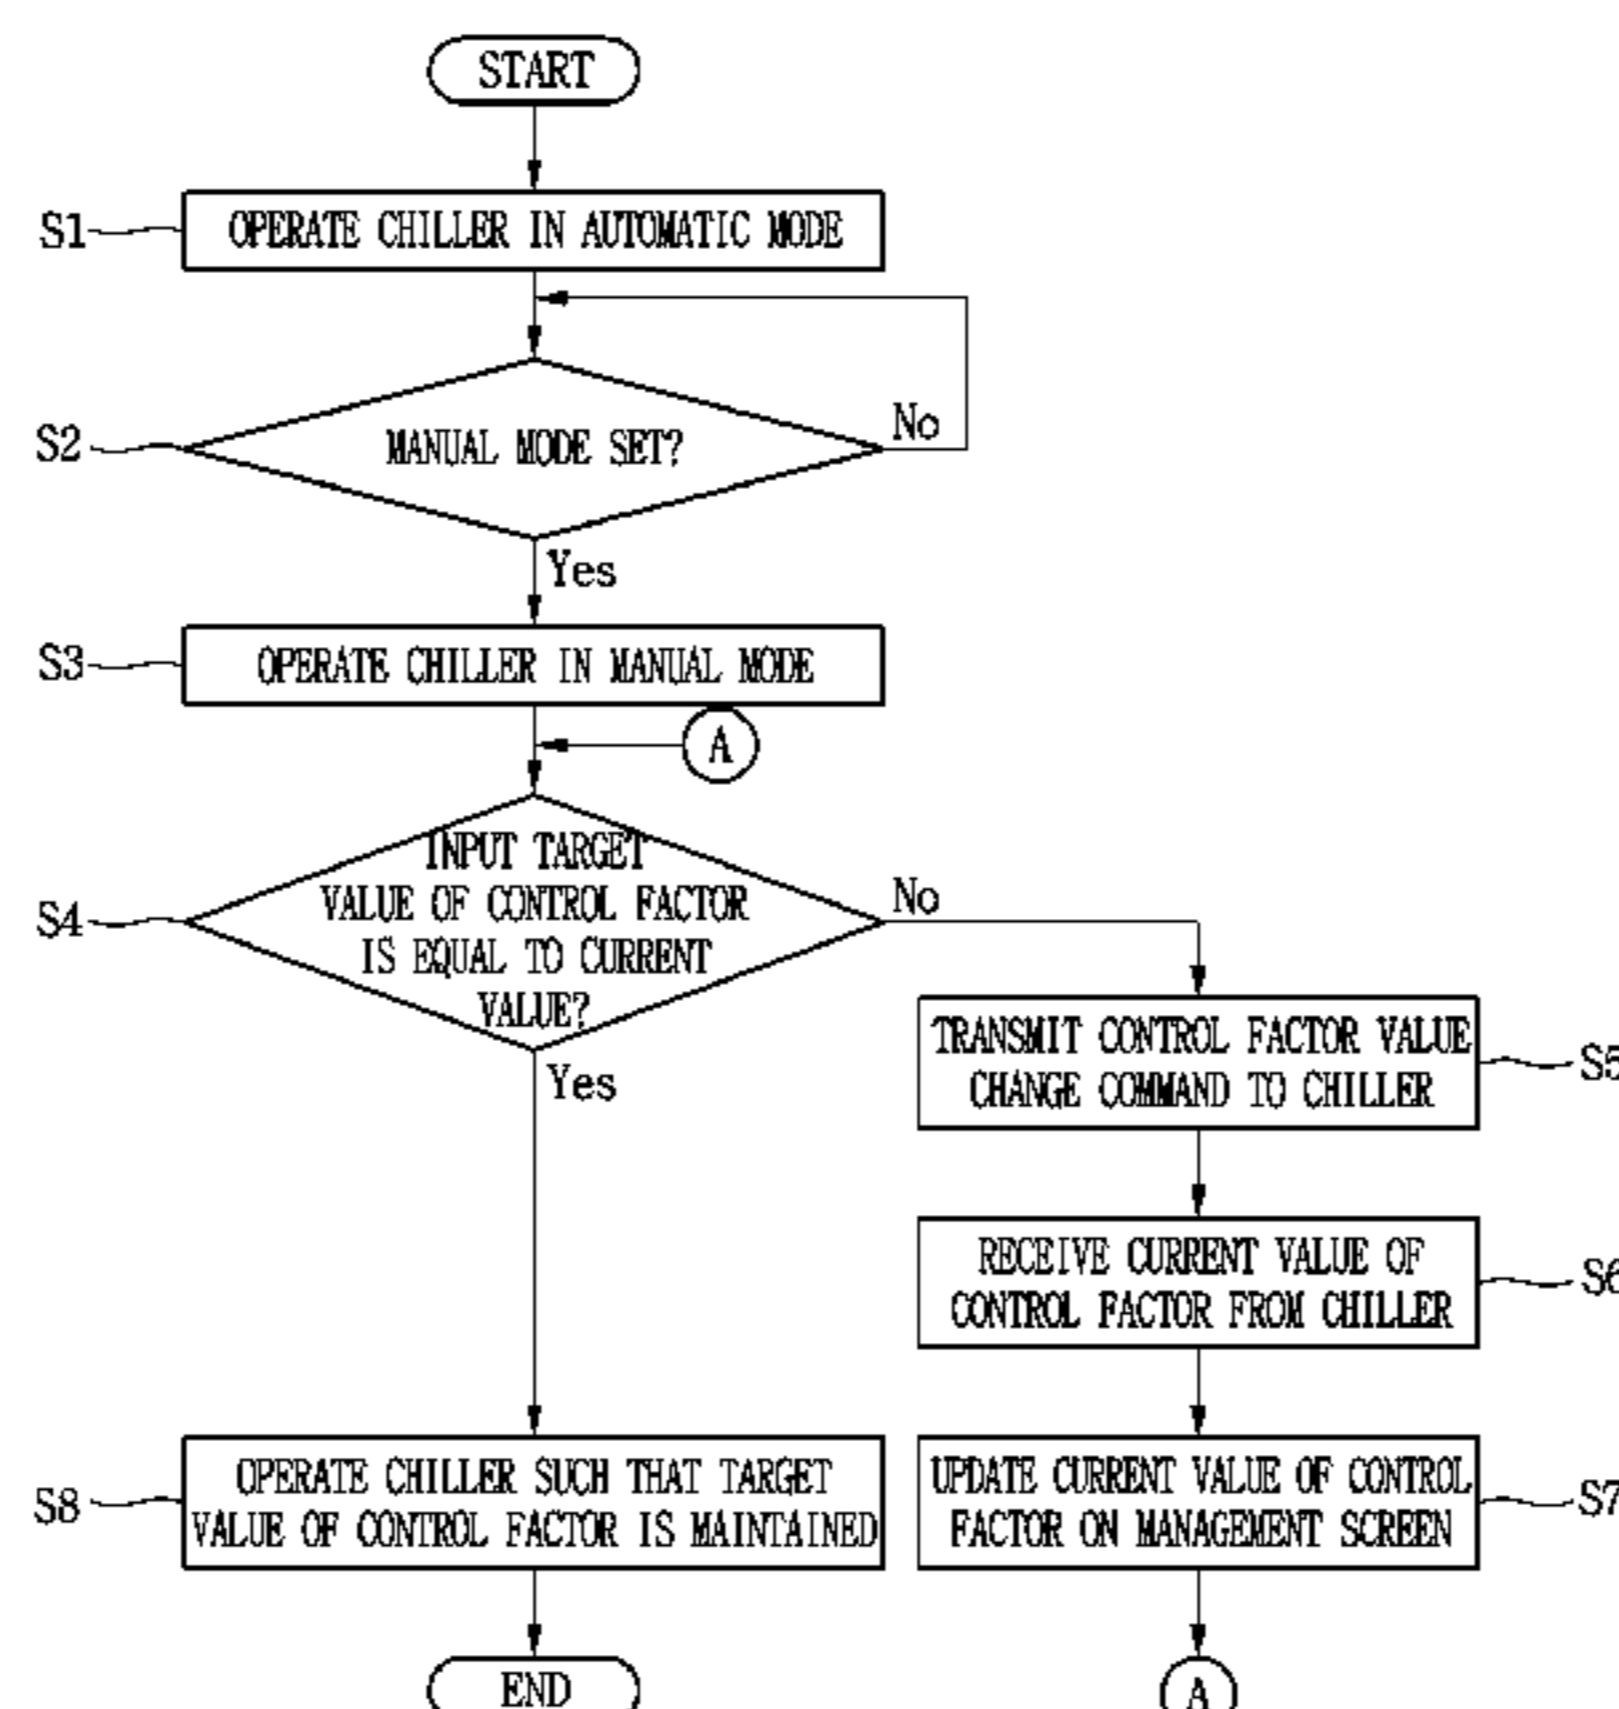 START
S1
OPERATE CHILLER IN AUTOMATIC MODE
S2
MANUAL MODE SET?
No
Yes
S3
OPERATE CHILLER IN MANUAL MODE
A
S4
INPUT TARGET
VALUE OF CONTROL FACTOR
IS EQUAL TO CURRENT
VALUE?
No
Yes
TRANSMIT CONTROL FACTOR VALUE
CHANGE COMMAND TO CHILLER
S5
RECEIVE CURRENT VALUE OF
CONTROL FACTOR FROM CHILLER
S6
S8
OPERATE CHILLER SUCH THAT TARGET
VALUE OF CONTROL FACTOR IS MAINTAINED
UPDATE CURRENT VALUE OF CONTROL
FACTOR ON MANAGEMENT SCREEN
S7
END
A